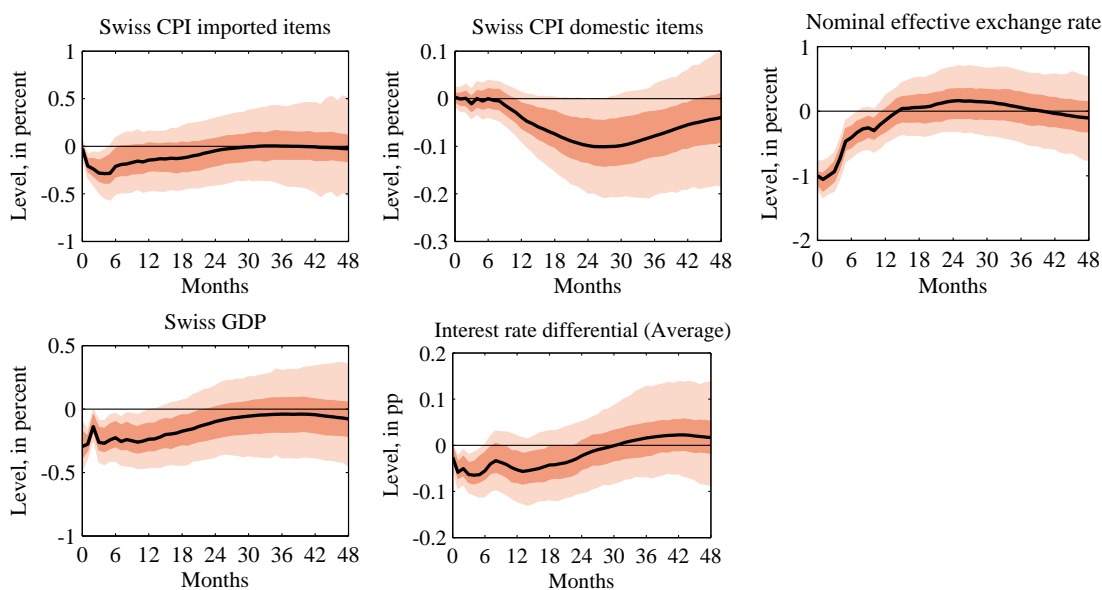 Swiss CPI imported items
Level, in percent
1
0.5
0
-0.5
-1
0 6 12 18 24 30 36 42 48
Months
Swiss CPI domestic items
Level, in percent
0.1
0
-0.1
-0.2
-0.3
0 6 12 18 24 30 36 42 48
Months
Nominal effective exchange rate
Level, in percent
1
0
-1
-2
0 6 12 18 24 30 36 42 48
Months
Swiss GDP
Level, in percent
0.5
0
-0.5
-1
0 6 12 18 24 30 36 42 48
Months
Interest rate differential (Average)
Level, in pp
0.2
0.1
0
-0.1
-0.2
0 6 12 18 24 30 36 42 48
Months